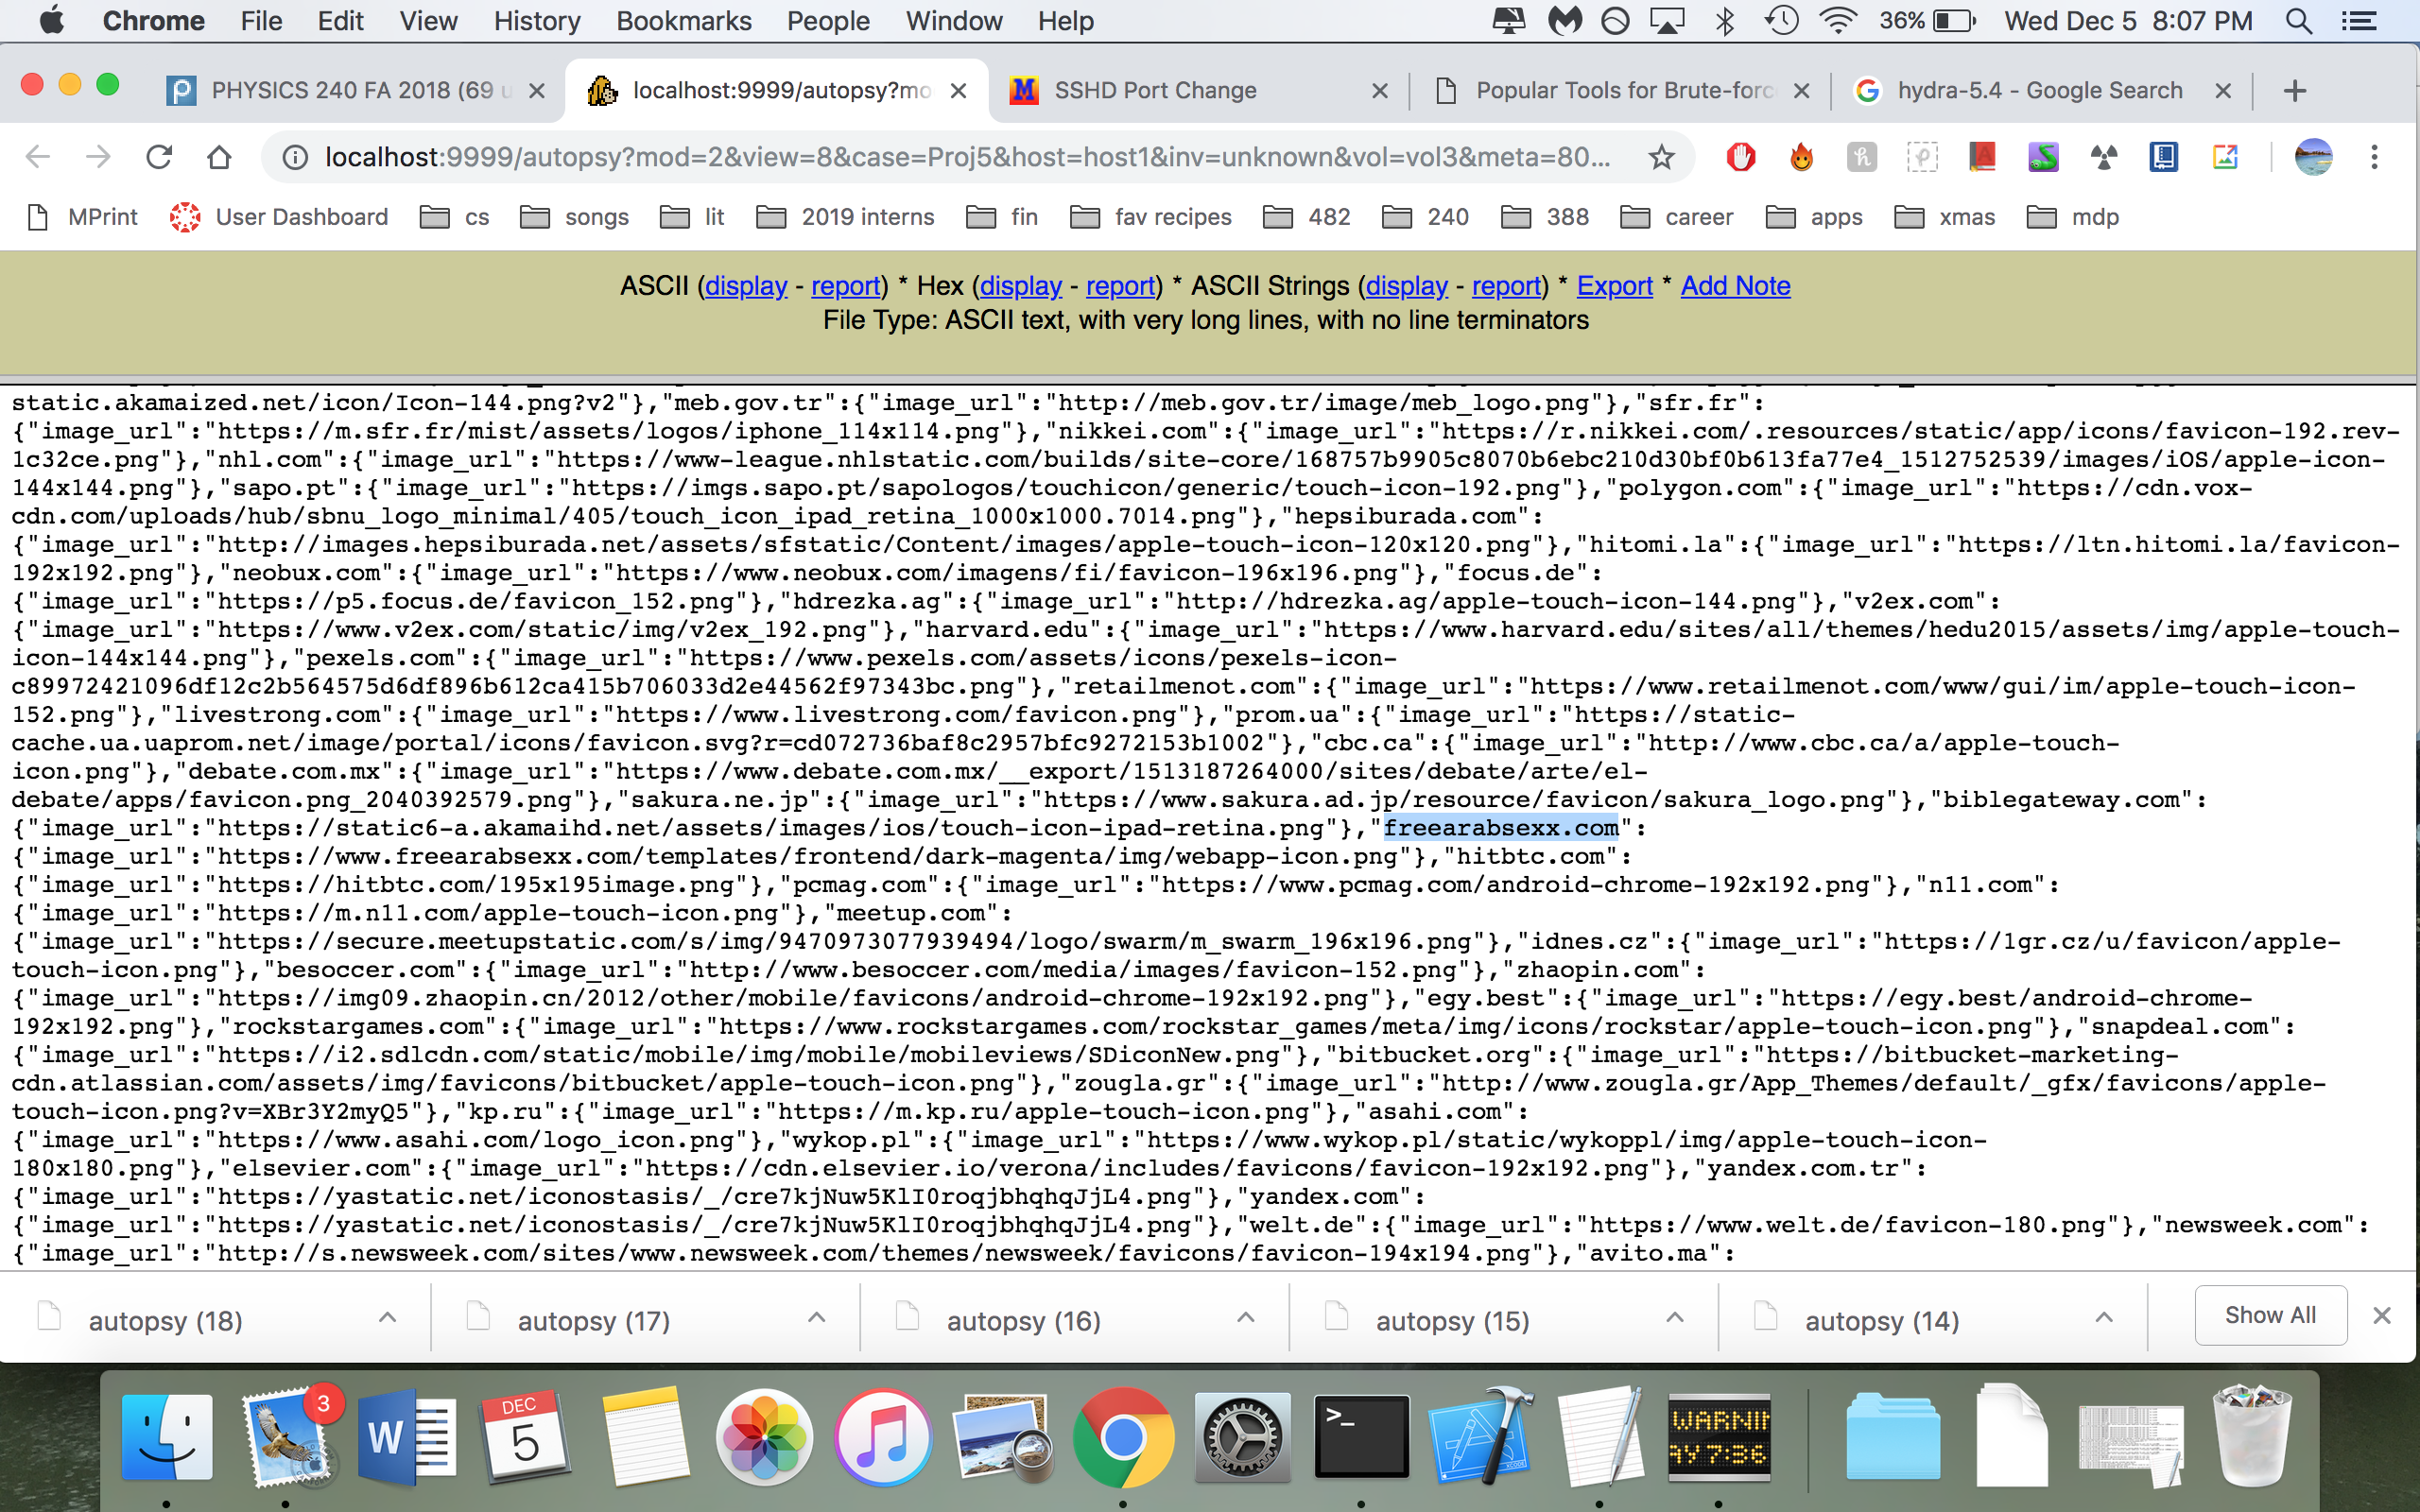 Chrome File Edit View History Bookmarks People Window Help 36% Wed Dec 5 8:07 PM
PHYSICS 240 FA 2018 (69 u localhost:9999/autopsy?mo SSHD Port Change Popular Tools for Brute-forc hydra-5.4 - Google Search
localhost:9999/autopsy?mod=2&view=8&case=Proj5&host=host1&inv=unknown&vol=vol3&meta=80...
MPrint User Dashboard cs songs lit 2019 interns fin fav recipes 482 240 388 career apps xmas mdp
ASCII (display - report) * Hex (display - report) * ASCII Strings (display - report) * Export * Add Note
File Type: ASCII text, with very long lines, with no line terminators
static.akamaized.net/icon/Icon-144.png?v2"},"meb.gov.tr":{"image_url":"http://meb.gov.tr/image/meb_logo.png"},"sfr.fr":
{"image_url":"https://m.sfr.fr/mist/assets/logos/iphone_114x114.png"},"nikkei.com":{"image_url":"https://r.nikkei.com/.resources/static/app/icons/favicon-192.rev-
1c32ce.png"},"nhl.com":{"image_url":"https://www-league.nhlstatic.com/builds/site-core/168757b9905c8070b6ebc210d30bf0b613fa77e4_1512752539/images/iOS/apple-icon-
144x144.png"},"sapo.pt":{"image_url":"https://imgs.sapo.pt/sapologos/touchicon/generic/touch-icon-192.png"},"polygon.com":{"image_url":"https://cdn.vox-
cdn.com/uploads/hub/sbnu_logo_minimal/405/touch_icon_ipad_retina_1000x1000.7014.png"},"hepsiburada.com":
{"image_url":"http://images.hepsiburada.net/assets/sfstatic/Content/images/apple-touch-icon-120x120.png"},"hitomi.la":{"image_url":"https://ltn.hitomi.la/favicon-
192x192.png"},"neobux.com":{"image_url":"https://www.neobux.com/imagens/fi/favicon-196x196.png"},"focus.de":
{"image_url":"https://p5.focus.de/favicon_152.png"},"hdrezka.ag":{"image_url":"http://hdrezka.ag/apple-touch-icon-144.png"},"v2ex.com":
{"image_url":"https://www.v2ex.com/static/img/v2ex_192.png"},"harvard.edu":{"image_url":"https://www.harvard.edu/sites/all/themes/hedu2015/assets/img/apple-touch-
icon-144x144.png"},"pexels.com":{"image_url":"https://www.pexels.com/assets/icons/pexels-icon-
c89972421096df12c2b564575d6df896b612ca415b706033d2e44562f97343bc.png"},"retailmenot.com":{"image_url":"https://www.retailmenot.com/www/gui/im/apple-touch-icon-
152.png"},"livestrong.com":{"image_url":"https://www.livestrong.com/favicon.png"},"prom.ua":{"image_url":"https://static-
cache.ua.uaprom.net/image/portal/icons/favicon.svg?r=cd072736baf8c2957bfc9272153b1002"},"cbc.ca":{"image_url":"http://www.cbc.ca/a/apple-touch-
icon.png"},"debate.com.mx":{"image_url":"https://www.debate.com.mx/__export/1513187264000/sites/debate/arte/el-
debate/apps/favicon.png_2040392579.png"},"sakura.ne.jp":{"image_url":"https://www.sakura.ad.jp/resource/favicon/sakura_logo.png"},"biblegateway.com":
{"image_url":"https://static6-a.akamaihd.net/assets/images/ios/touch-icon-ipad-retina.png"},"freearabsexx.com":
{"image_url":"https://www.freearabsexx.com/templates/frontend/dark-magenta/img/webapp-icon.png"},"hitbtc.com":
{"image_url":"https://hitbtc.com/195x195image.png"},"pcmag.com":{"image_url":"https://www.pcmag.com/android-chrome-192x192.png"},"n11.com":
{"image_url":"https://m.n11.com/apple-touch-icon.png"},"meetup.com":
{"image_url":"https://secure.meetupstatic.com/s/img/9470973077939494/logo/swarm/m_swarm_196x196.png"},"idnes.cz":{"image_url":"https://1gr.cz/u/favicon/apple-
touch-icon.png"},"besoccer.com":{"image_url":"http://www.besoccer.com/media/images/favicon-152.png"},"zhaopin.com":
{"image_url":"https://img09.zhaopin.cn/2012/other/mobile/favicons/android-chrome-192x192.png"},"egy.best":{"image_url":"https://egy.best/android-chrome-
192x192.png"},"rockstargames.com":{"image_url":"https://www.rockstargames.com/rockstar_games/meta/img/icons/rockstar/apple-touch-icon.png"},"snapdeal.com":
{"image_url":"https://i2.sdlcdn.com/static/mobile/img/mobile/mobileviews/SDiconNew.png"},"bitbucket.org":{"image_url":"https://bitbucket-marketing-
cdn.atlassian.com/assets/img/favicons/bitbucket/apple-touch-icon.png"},"zougla.gr":{"image_url":"http://www.zougla.gr/App_Themes/default/_gfx/favicons/apple-
touch-icon.png?v=XBr3Y2myQ5"},"kp.ru":{"image_url":"https://m.kp.ru/apple-touch-icon.png"},"asahi.com":
{"image_url":"https://www.asahi.com/logo_icon.png"},"wykop.pl":{"image_url":"https://www.wykop.pl/static/wykoppl/img/apple-touch-icon-
180x180.png"},"elsevier.com":{"image_url":"https://cdn.elsevier.io/verona/includes/favicons/favicon-192x192.png"},"yandex.com.tr":
{"image_url":"https://yastatic.net/iconostasis/_/cre7kjNuw5KlI0roqjbhqhqJjL4.png"},"yandex.com":
{"image_url":"https://yastatic.net/iconostasis/_/cre7kjNuw5KlI0roqjbhqhqJjL4.png"},"welt.de":{"image_url":"https://www.welt.de/favicon-180.png"},"newsweek.com":
{"image_url":"http://s.newsweek.com/sites/www.newsweek.com/themes/newsweek/favicons/favicon-194x194.png"},"avito.ma":
autopsy (18) autopsy (17) autopsy (16) autopsy (15) autopsy (14) Show All
3
DEC
5
W
WARNIN
AY 7:36